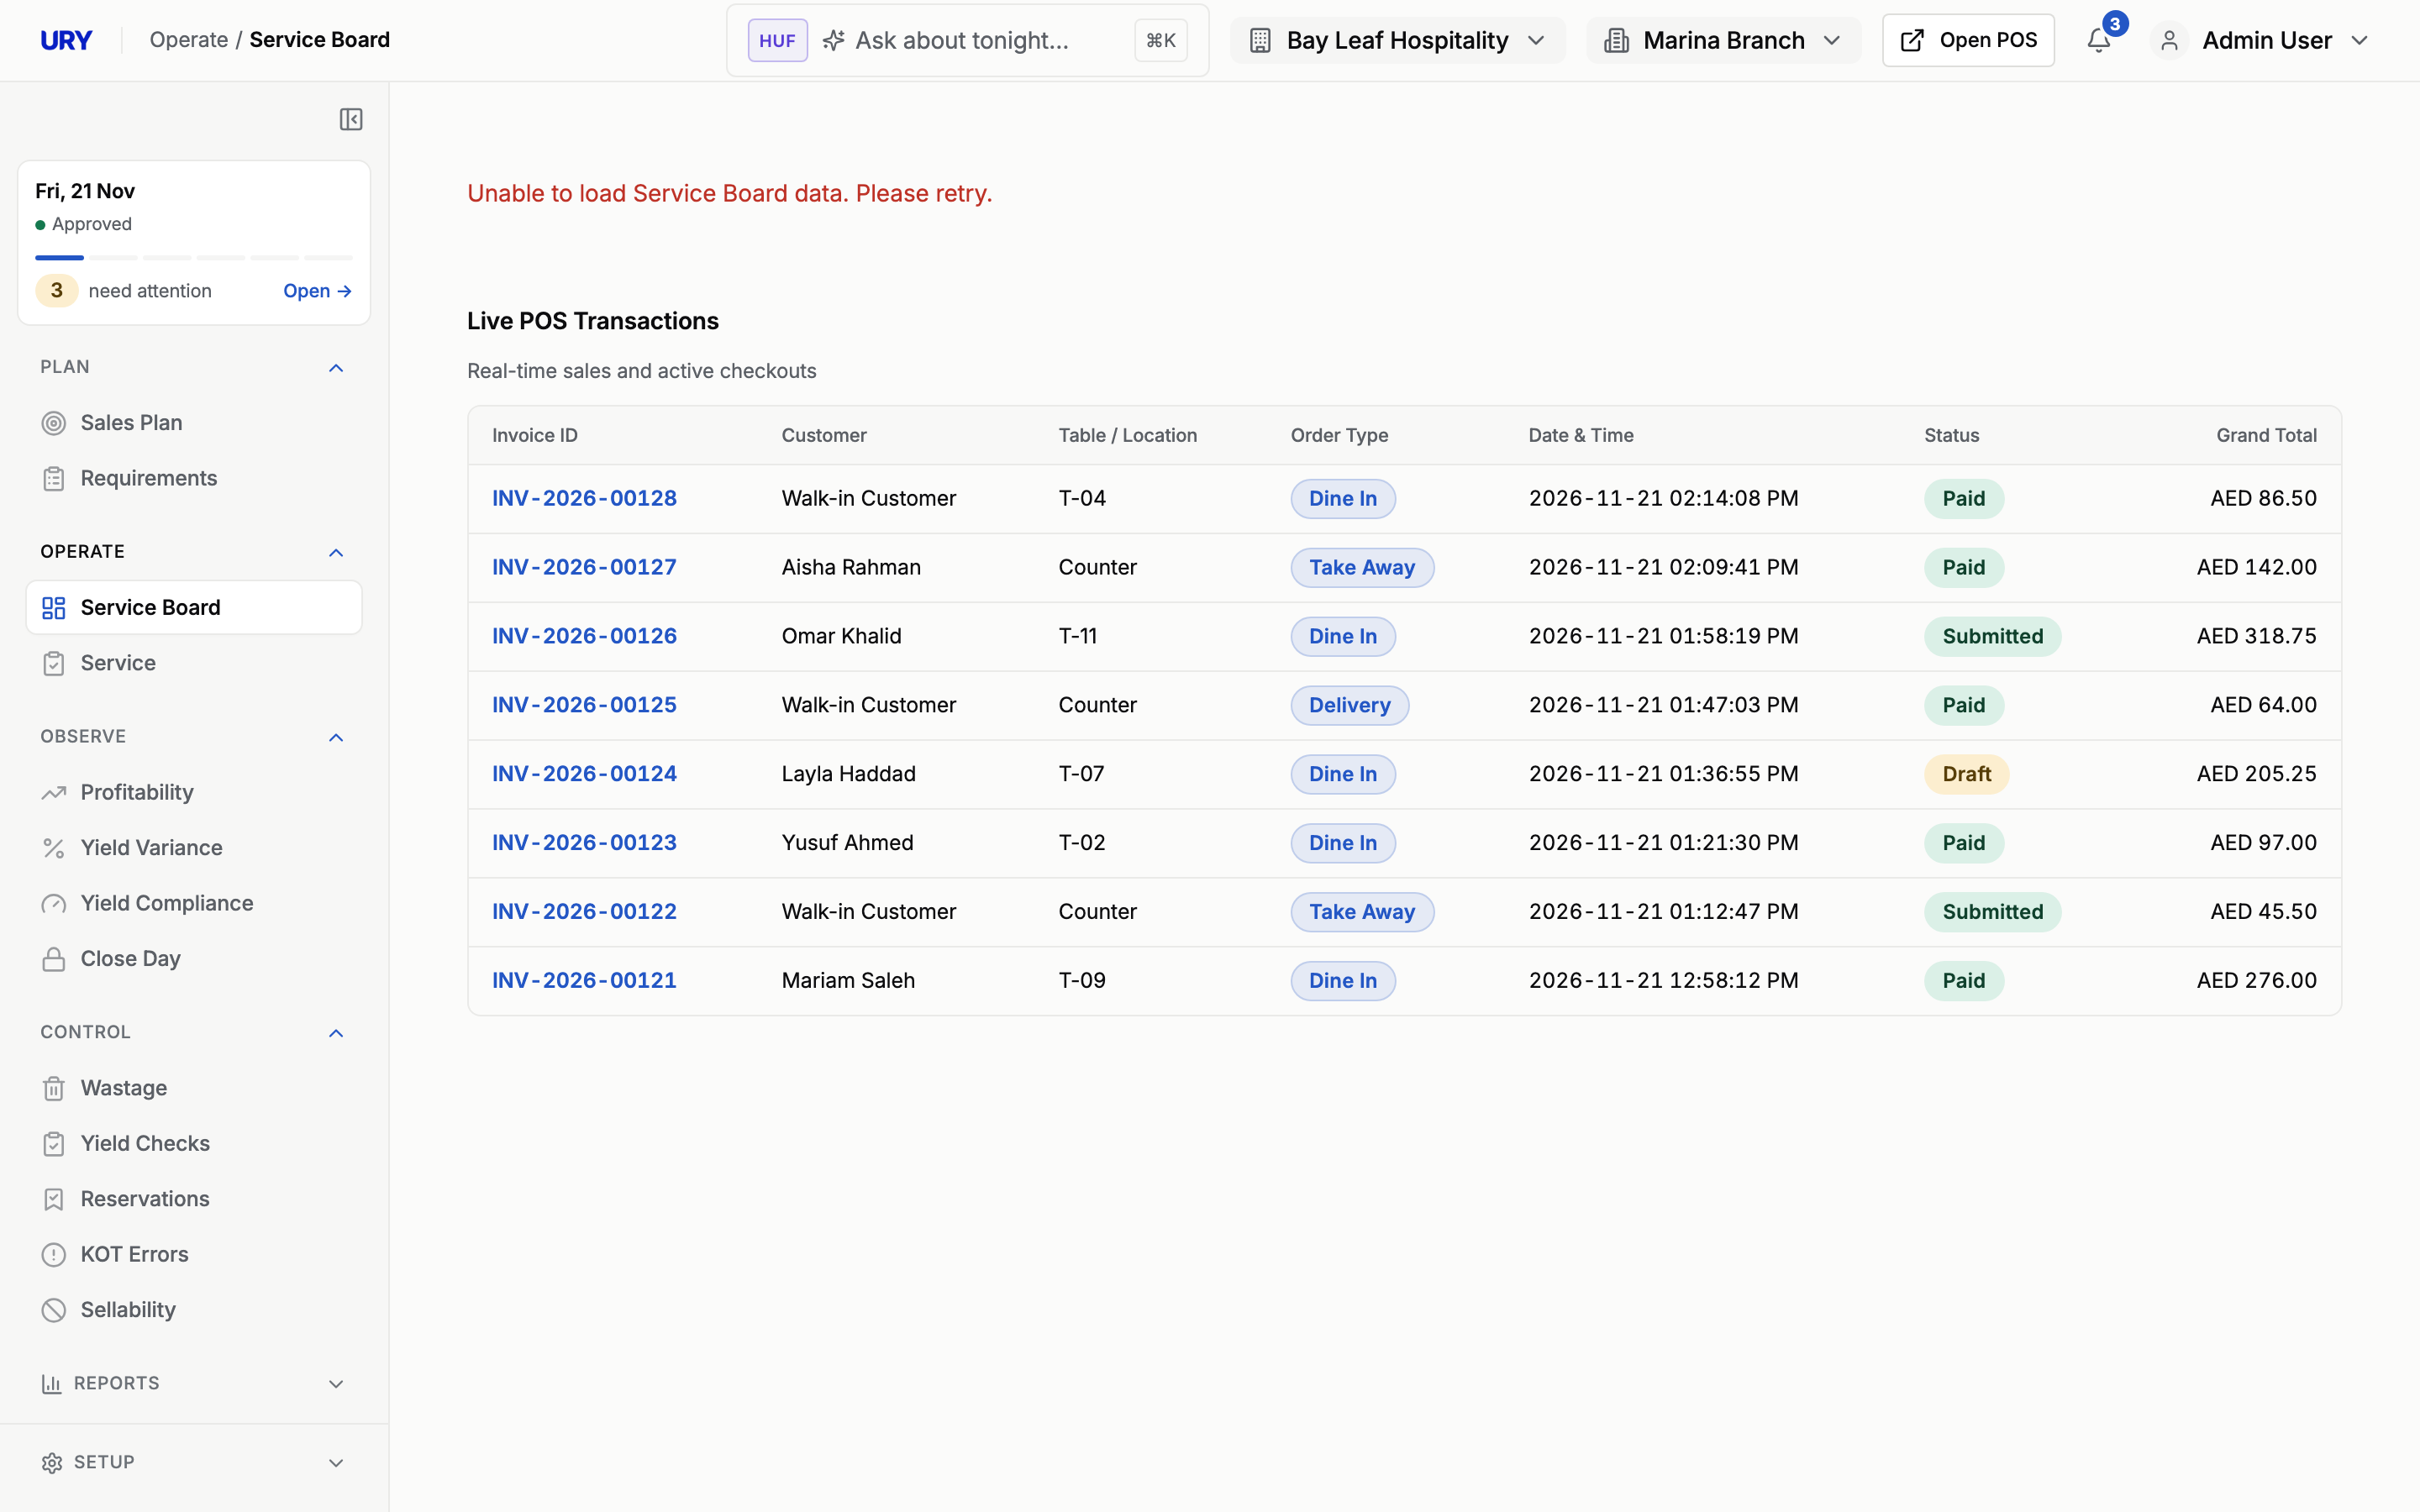 URY
Operate / Service Board
HUF Ask about tonight... ⌘K
Bay Leaf Hospitality
Marina Branch
Open POS
3
Admin User
Fri, 21 Nov
Approved
3 need attention Open →
PLAN
Sales Plan
Requirements
OPERATE
Service Board
Service
OBSERVE
Profitability
Yield Variance
Yield Compliance
Close Day
CONTROL
Wastage
Yield Checks
Reservations
KOT Errors
Sellability
REPORTS
SETUP
Unable to load Service Board data. Please retry.
Live POS Transactions
Real-time sales and active checkouts
Invoice ID Customer Table / Location Order Type Date & Time Status Grand Total
INV-2026-00128 Walk-in Customer T-04 Dine In 2026-11-21 02:14:08 PM Paid AED 86.50
INV-2026-00127 Aisha Rahman Counter Take Away 2026-11-21 02:09:41 PM Paid AED 142.00
INV-2026-00126 Omar Khalid T-11 Dine In 2026-11-21 01:58:19 PM Submitted AED 318.75
INV-2026-00125 Walk-in Customer Counter Delivery 2026-11-21 01:47:03 PM Paid AED 64.00
INV-2026-00124 Layla Haddad T-07 Dine In 2026-11-21 01:36:55 PM Draft AED 205.25
INV-2026-00123 Yusuf Ahmed T-02 Dine In 2026-11-21 01:21:30 PM Paid AED 97.00
INV-2026-00122 Walk-in Customer Counter Take Away 2026-11-21 01:12:47 PM Submitted AED 45.50
INV-2026-00121 Mariam Saleh T-09 Dine In 2026-11-21 12:58:12 PM Paid AED 276.00